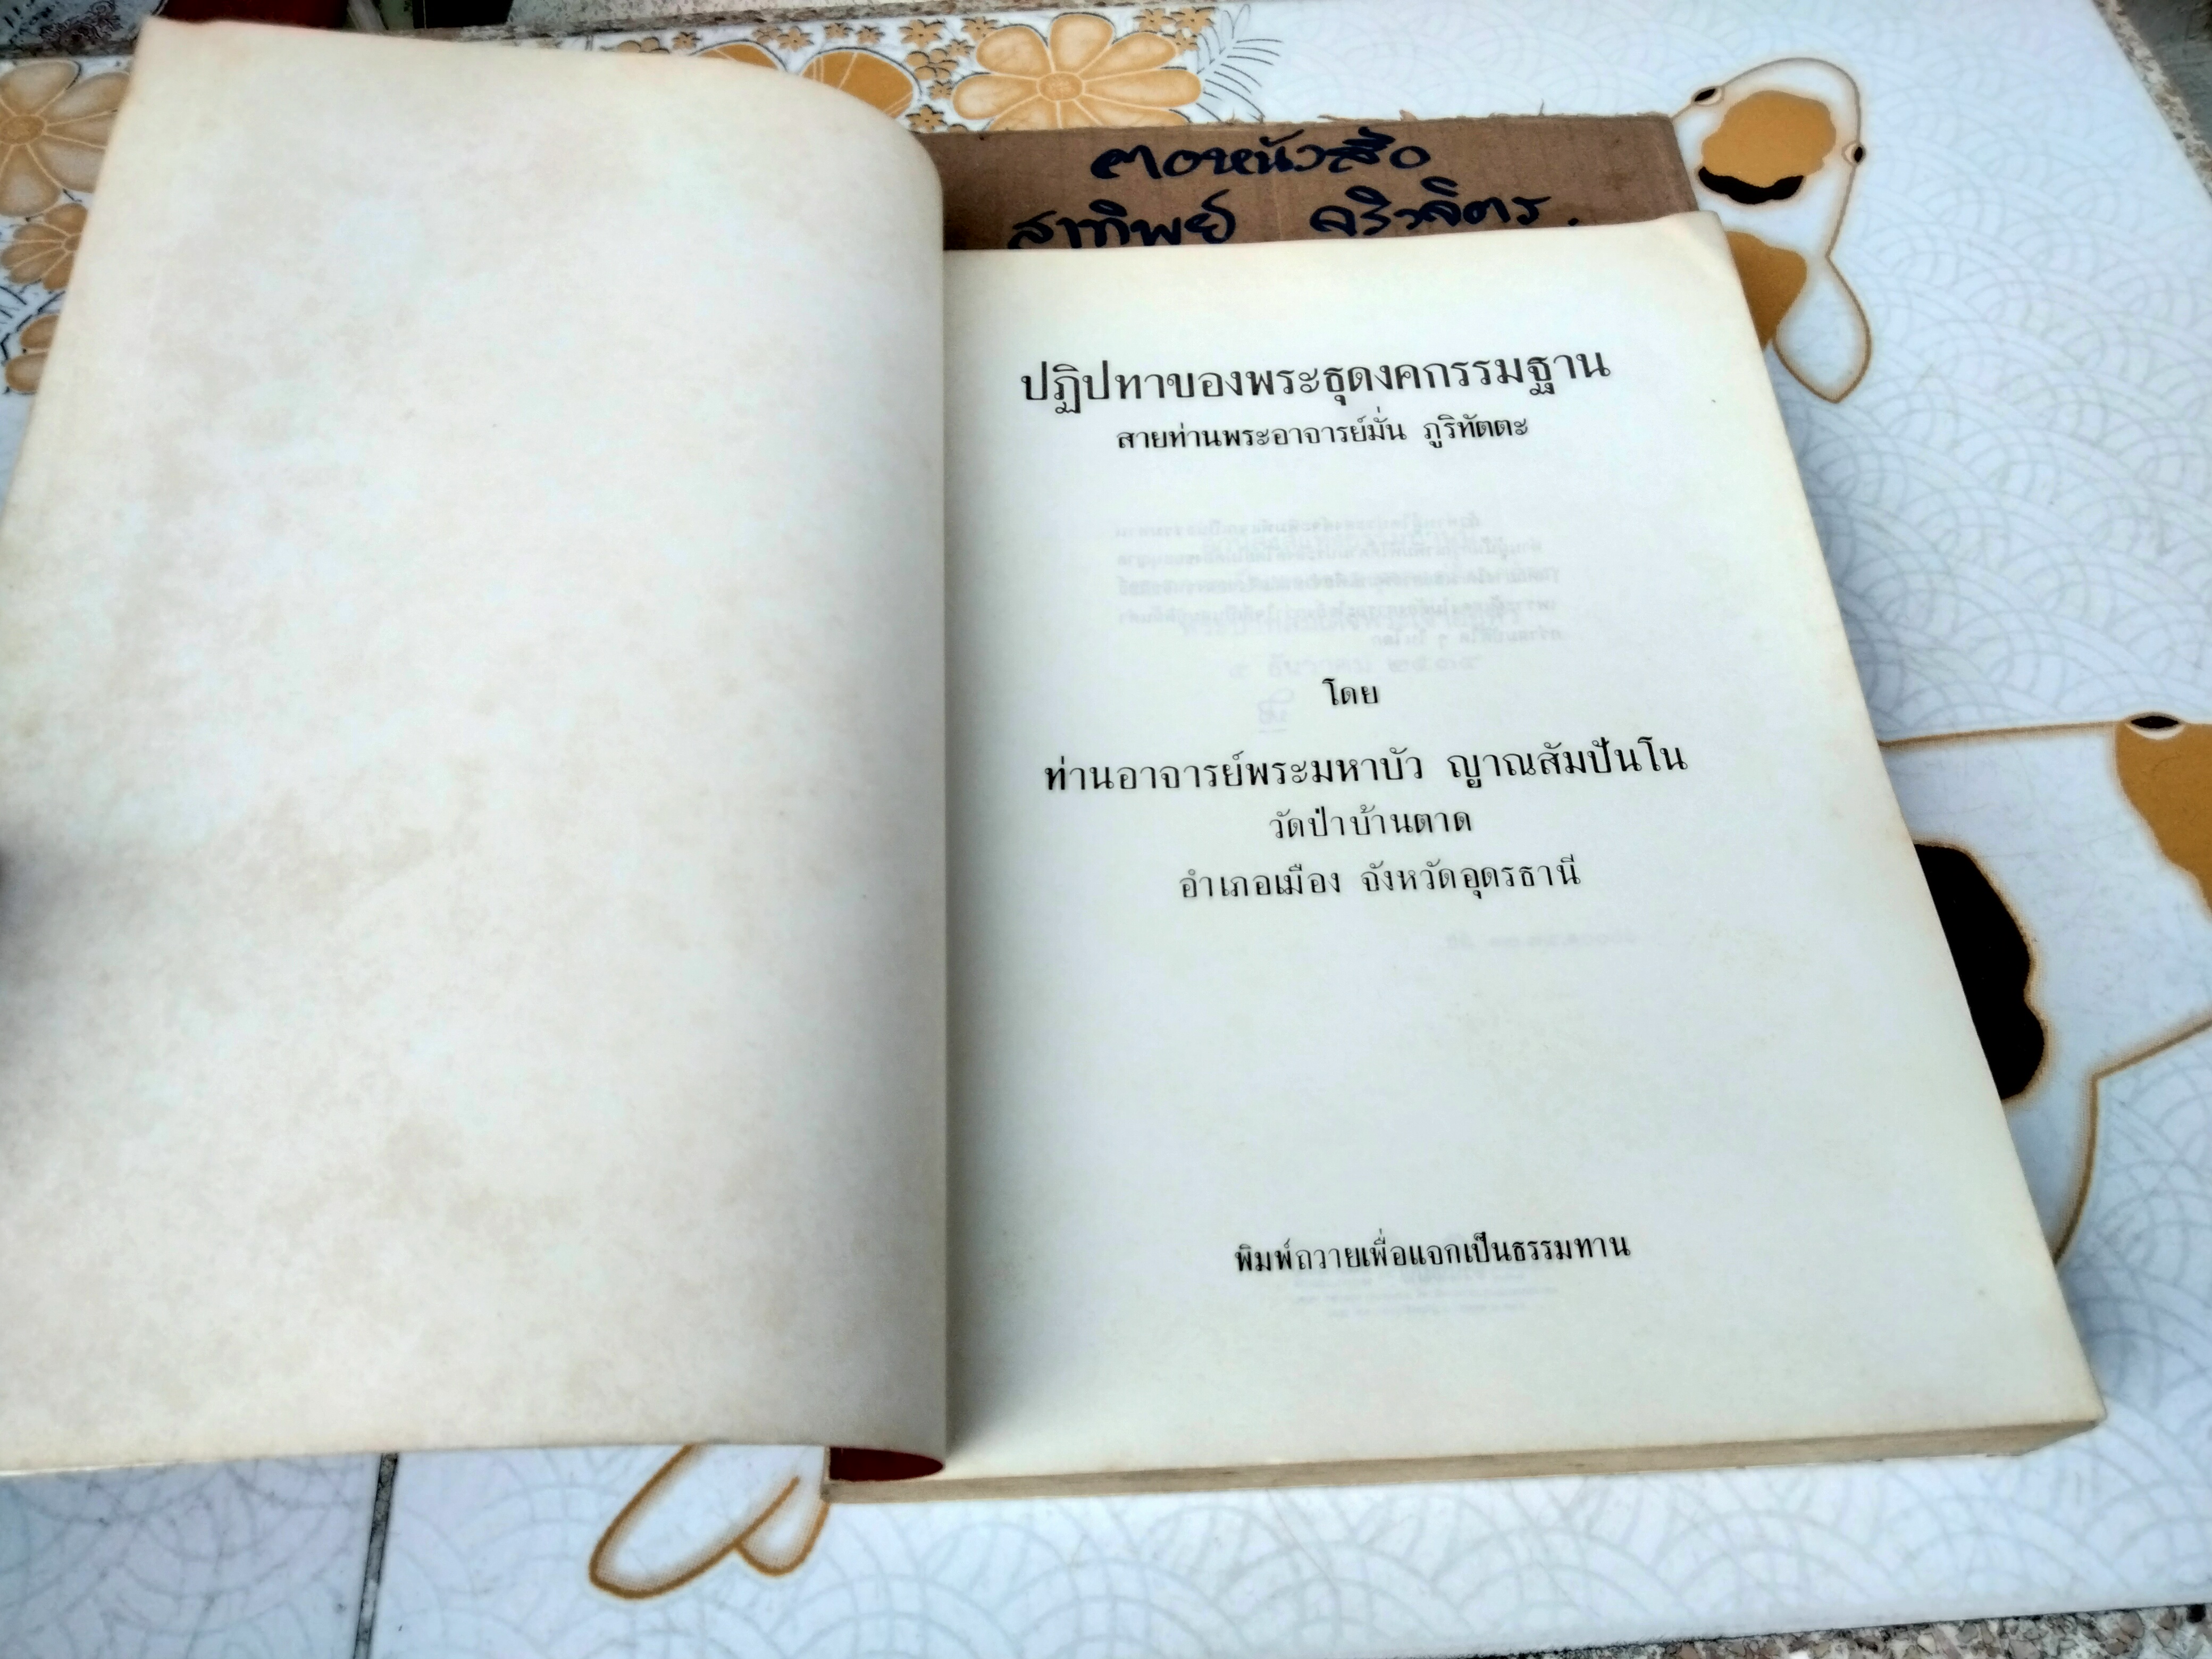 ฅอหนังสือ
สาทิพย์
ปฏิปทาของพระธุดงคกรรมฐาน
สายท่านพระอาจารย์มั่น ภูริทัตตะ
โดย
ท่านอาจารย์พระมหาบัว ญาณสัมปันโน
วัดป่าบ้านตาด
อำเภอเมือง จังหวัดอุดรธานี
พิมพ์ถวายเพื่อแจกเป็นธรรมทาน